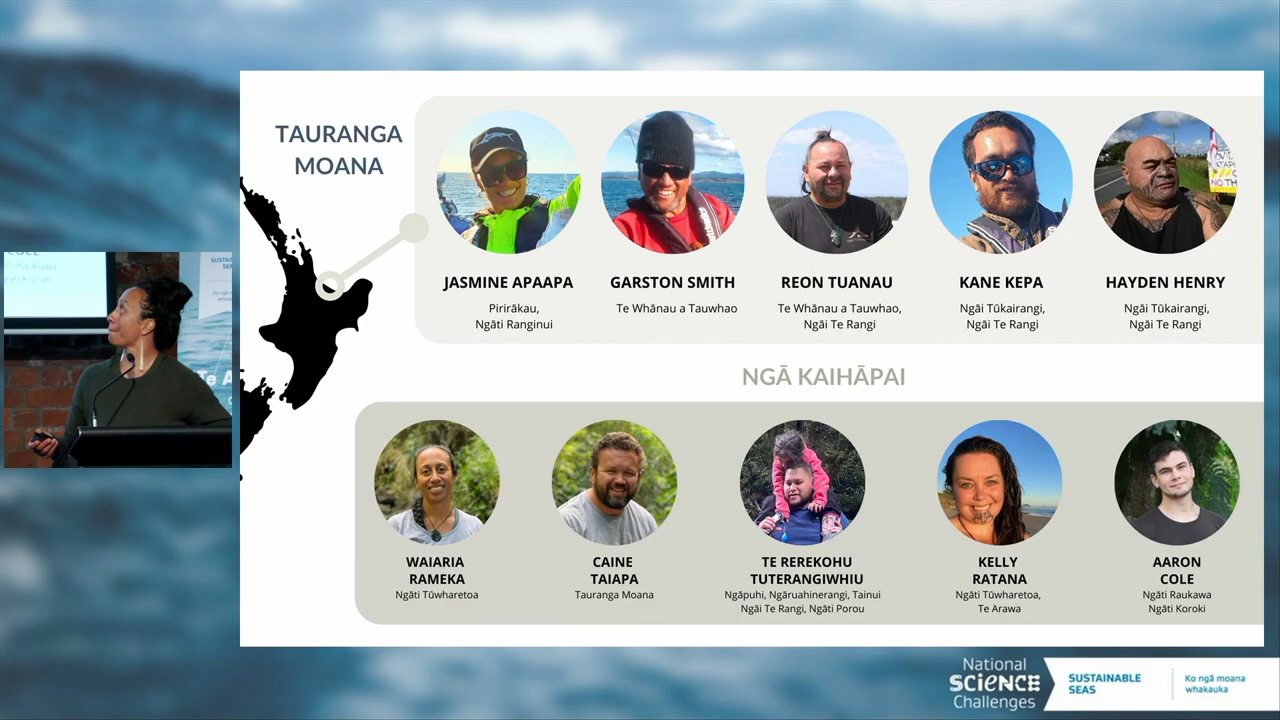 TAURANGA
MOANA
JASMINE APAAPA
Pirirākau,
Ngāti Ranginui
GARSTON SMITH
Te Whānau a Tauwhao
REON TUANAU
Te Whānau a Tauwhao,
Ngāi Te Rangi
KANE KEPA
Ngāi Tūkairangi,
Ngāi Te Rangi
HAYDEN HENRY
Ngāi Tūkairangi,
Ngāi Te Rangi
NGĀ KAIHĀPAI
WAIARIA
RAMEKA
Ngāti Tūwharetoa
CAINE
TAIAPA
Tauranga Moana
TE REREKOHU
TUTERANGIWHIU
Ngāpuhi, Ngāruahinerangi, Tainui
Ngāi Te Rangi, Ngāti Porou
KELLY
RATANA
Ngāti Tūwharetoa,
Te Arawa
AARON
COLE
Ngāti Raukawa
Ngāti Koroki
National
SCIENCE
Challenges
SUSTAINABLE
SEAS
Ko ngā moana
whakauka